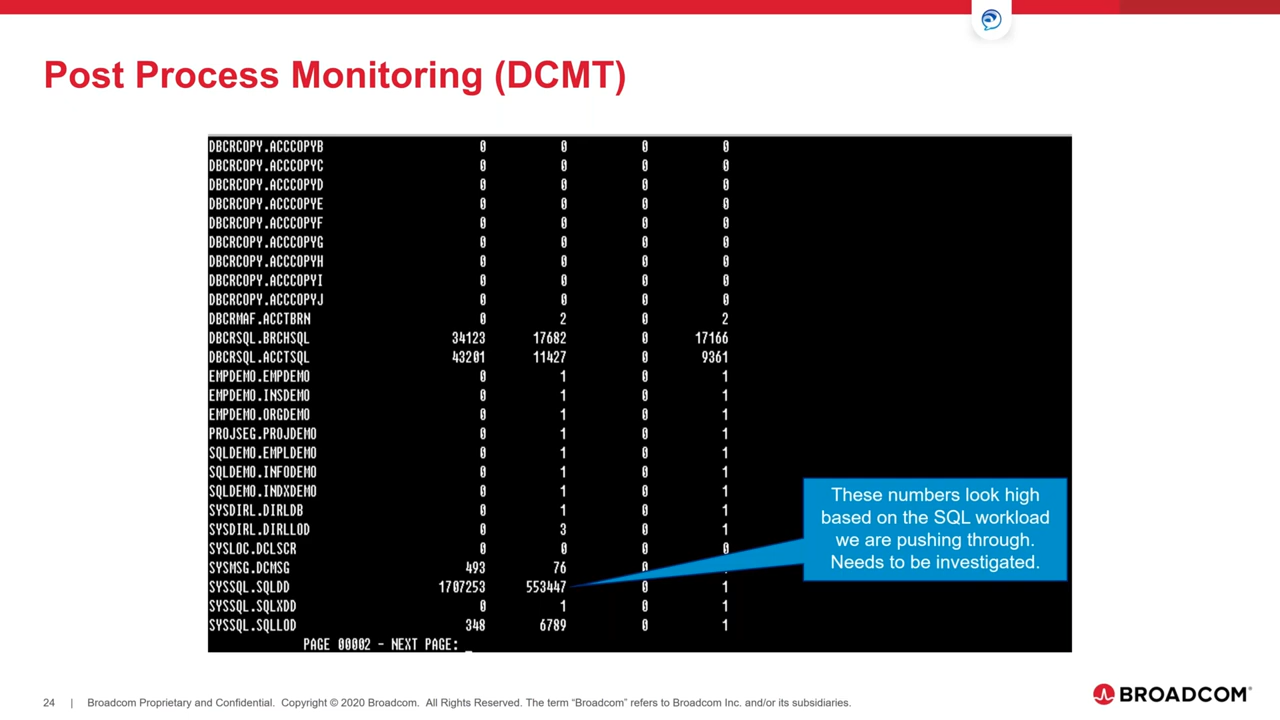 Post Process Monitoring (DCMT)
DBCRCOPY.ACCCOPYB 0 0 0 0
DBCRCOPY.ACCCOPYC 0 0 0 0
DBCRCOPY.ACCCOPYD 0 0 0 0
DBCRCOPY.ACCCOPYE 0 0 0 0
DBCRCOPY.ACCCOPYF 0 0 0 0
DBCRCOPY.ACCCOPYG 0 0 0 0
DBCRCOPY.ACCCOPYH 0 0 0 0
DBCRCOPY.ACCCOPYI 0 0 0 0
DBCRCOPY.ACCCOPYJ 0 0 0 0
DBCRMAF.ACCTBRN 0 2 0 2
DBCRSQL.BRCHSQL 34123 17682 0 17166
DBCRSQL.ACCTSQL 43201 11427 0 9361
EMPDEMO.EMPDEMO 0 1 0 1
EMPDEMO.INSDEMO 0 1 0 1
EMPDEMO.ORGDEMO 0 1 0 1
PROJSEG.PROJDEMO 0 1 0 1
SQLDEMO.EMPLDEMO 0 1 0 1
SQLDEMO.INFODEMO 0 1 0 1
SQLDEMO.INDXDEMO 0 1 0 1
SYSDIRL.DIRLDB 0 1 0 1
SYSDIRL.DIRLLOD 0 3 0 1
SYSLOC.DCLSCR 0 0 0 0
SYSMSG.DCMSG 493 76 0 1
SYSSQL.SQLDD 1707253 553447 0 1
SYSSQL.SQLXDD 0 1 0 1
SYSSQL.SQLLOD 348 6789 0 1
PAGE 00002 - NEXT PAGE: _
These numbers look high
based on the SQL workload
we are pushing through.
Needs to be investigated.
24 | Broadcom Proprietary and Confidential. Copyright © 2020 Broadcom. All Rights Reserved. The term “Broadcom” refers to Broadcom Inc. and/or its subsidiaries.
BROADCOM®